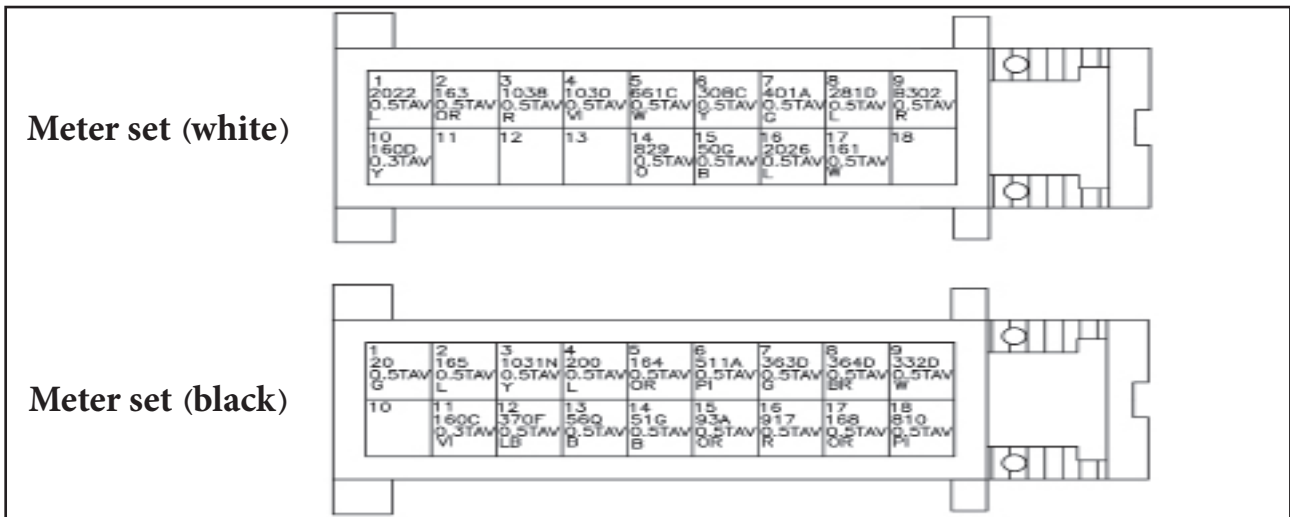 Meter set (white)
1 2 3 4 5 6 7 8 9
2022 163 1038 1030 661C 308C 401A 281D 8302
0.5TAV 0.5TAV 0.5TAV 0.5TAV 0.5TAV 0.5TAV 0.5TAV 0.5TAV 0.5TAV
L OR R VI W Y G L R
10 11 12 13 14 15 16 17 18
160D 829 50G 2026 161
0.3TAV 0.5TAV 0.5TAV 0.5TAV 0.5TAV
Y O B L W
Meter set (black)
1 2 3 4 5 6 7 8 9
20 165 1031N 200 164 511A 363D 364D 332D
0.5TAV 0.5TAV 0.5TAV 0.5TAV 0.5TAV 0.5TAV 0.5TAV 0.5TAV 0.5TAV
G L Y L OR PI G BR W
10 11 12 13 14 15 16 17 18
160C 370F 56Q 51G 93A 917 168 810
0.3TAV 0.5TAV 0.5TAV 0.5TAV 0.5TAV 0.5TAV 0.5TAV 0.5TAV
VI LB B B OR R OR PI